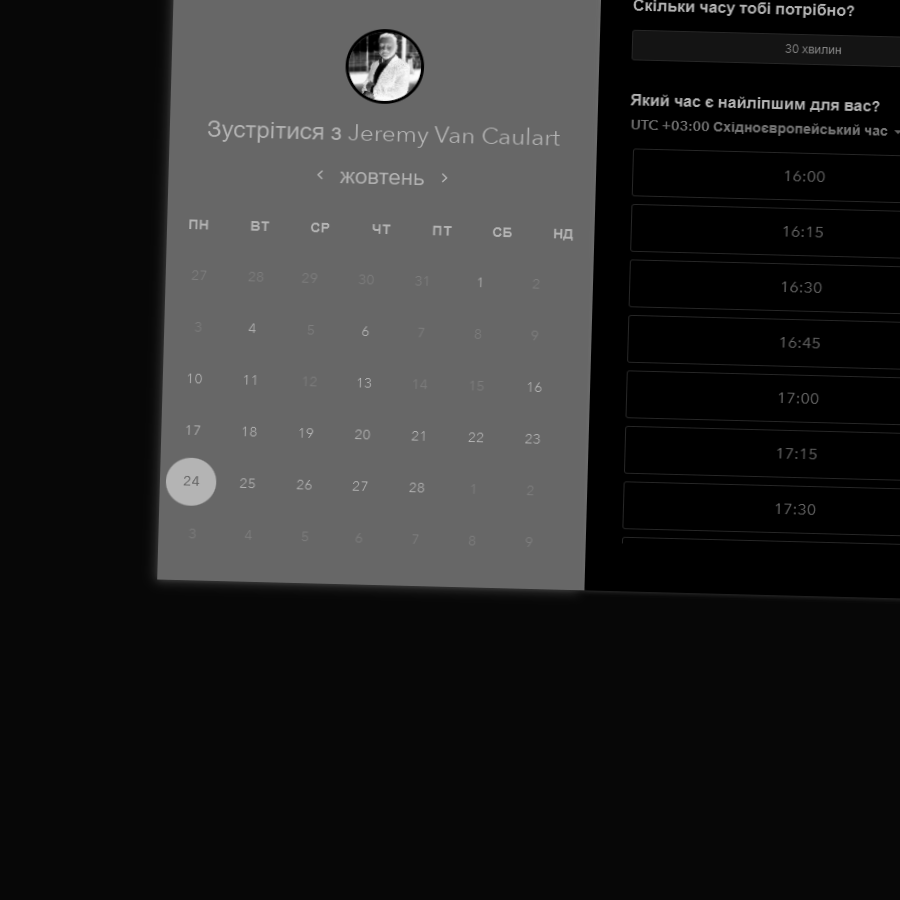 Зустрітися з Jeremy Van Caulart
жовтень
ПН ВТ СР ЧТ ПТ СБ НД
27 28 29 30 31 1 2
3 4 5 6 7 8 9
10 11 12 13 14 15 16
17 18 19 20 21 22 23
24 25 26 27 28 1 2
3 4 5 6 7 8 9
Скільки часу тобі потрібно?
30 хвилин
Який час є найліпшим для вас?
UTC +03:00 Східноєвропейський час
16:00
16:15
16:30
16:45
17:00
17:15
17:30